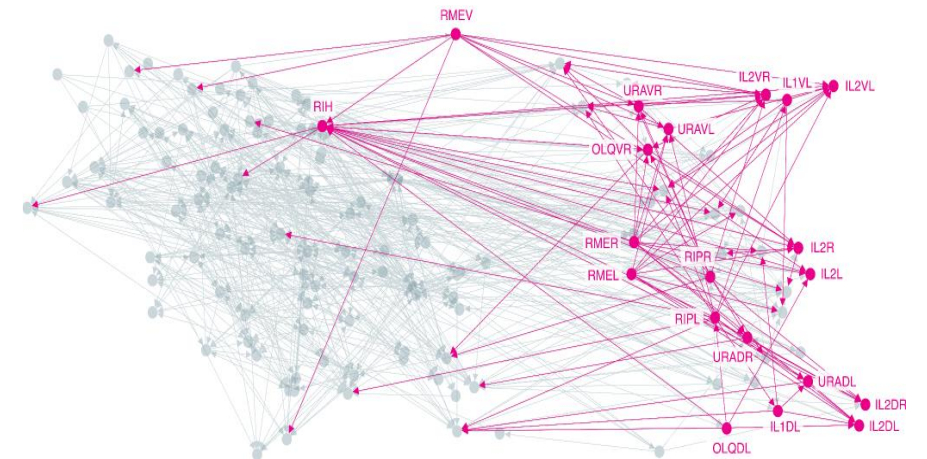 RMEV
IL2VR
IL1VL
IL2VL
URAVR
RIH
URAVL
OLQVR
RMER
RIPR
IL2R
RMEL
IL2L
RIPL
URADR
URADL
IL2DR
IL1DL
IL2DL
OLQDL